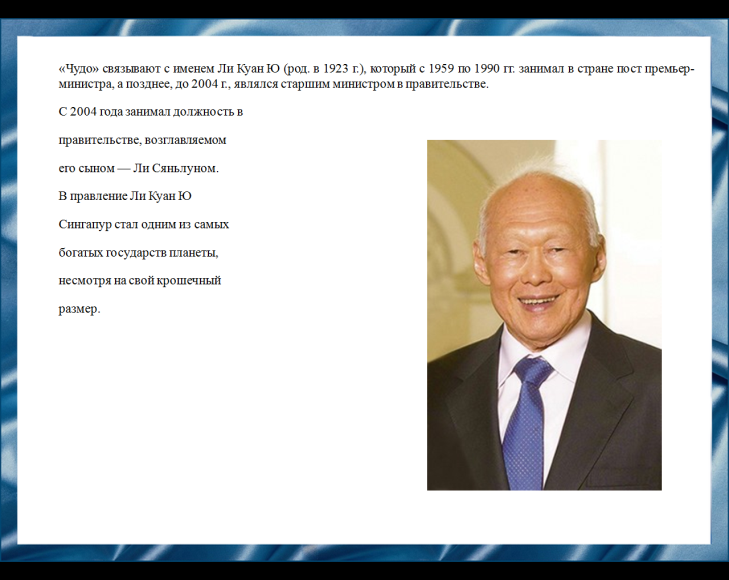 «Чудо» связывают с именем Ли Куан Ю (род. в 1923 г.), который с 1959 по 1990 гг. занимал в стране пост премьер-
министра, а позднее, до 2004 г., являлся старшим министром в правительстве.
С 2004 года занимал должность в
правительстве, возглавляемом
его сыном — Ли Сяньлуном.
В правление Ли Куан Ю
Сингапур стал одним из самых
богатых государств планеты,
несмотря на свой крошечный
размер.